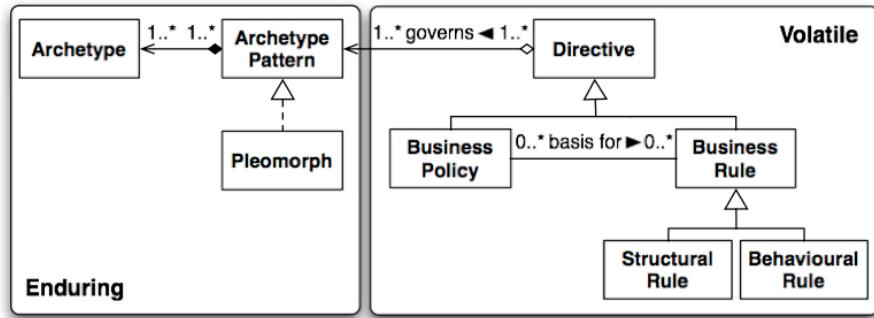 Archetype
1..* 1..*
Archetype
Pattern
1..* governs ◄ 1..*
Directive
Volatile
Pleomorph
Business
Policy
0..* basis for ► 0..*
Business
Rule
Structural
Rule
Behavioural
Rule
Enduring